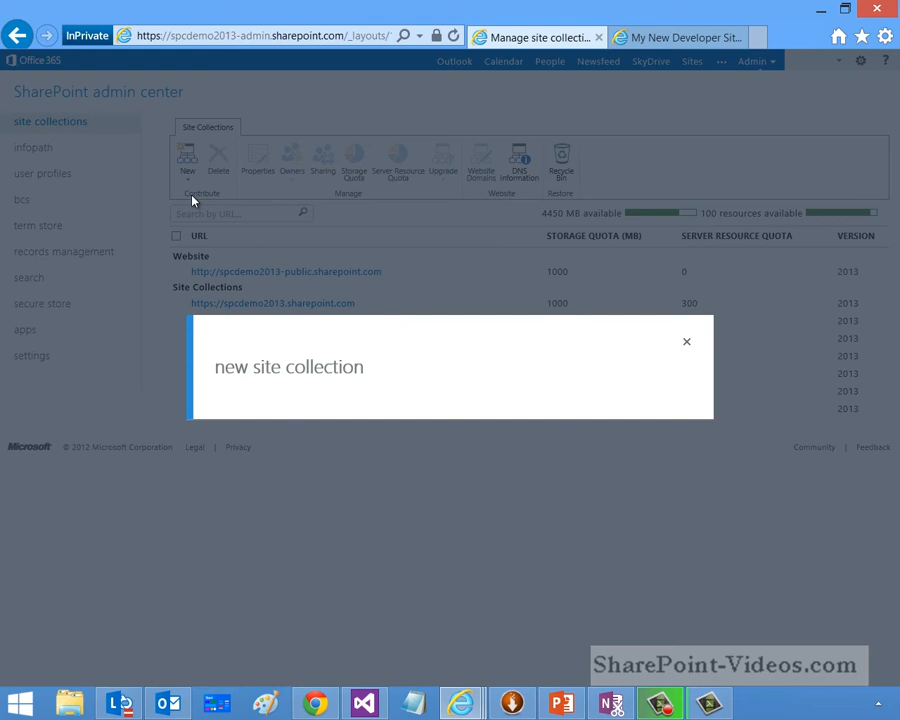 InPrivate https://spcdemo2013-admin.sharepoint.com/_layouts/ Manage site collecti... My New Developer Sit...
Office 365 Outlook Calendar People Newsfeed SkyDrive Sites ... Admin ?
SharePoint admin center
site collections
infopath
user profiles
bcs
term store
records management
search
secure store
apps
settings
Site Collections
New Delete Properties Owners Sharing Storage Quota Server Resource Quota Upgrade Website Domains DNS Information Recycle Bin
Contribute Manage Website Restore
Search by URL... 4450 MB available 100 resources available
URL STORAGE QUOTA (MB) SERVER RESOURCE QUOTA VERSION
Website
http://spcdemo2013-public.sharepoint.com 1000 0 2013
Site Collections
https://spcdemo2013.sharepoint.com 1000 300 2013
2013
2013
2013
2013
2013
2013
new site collection
Microsoft © 2012 Microsoft Corporation Legal | Privacy Community | Feedback
SharePoint-Videos.com